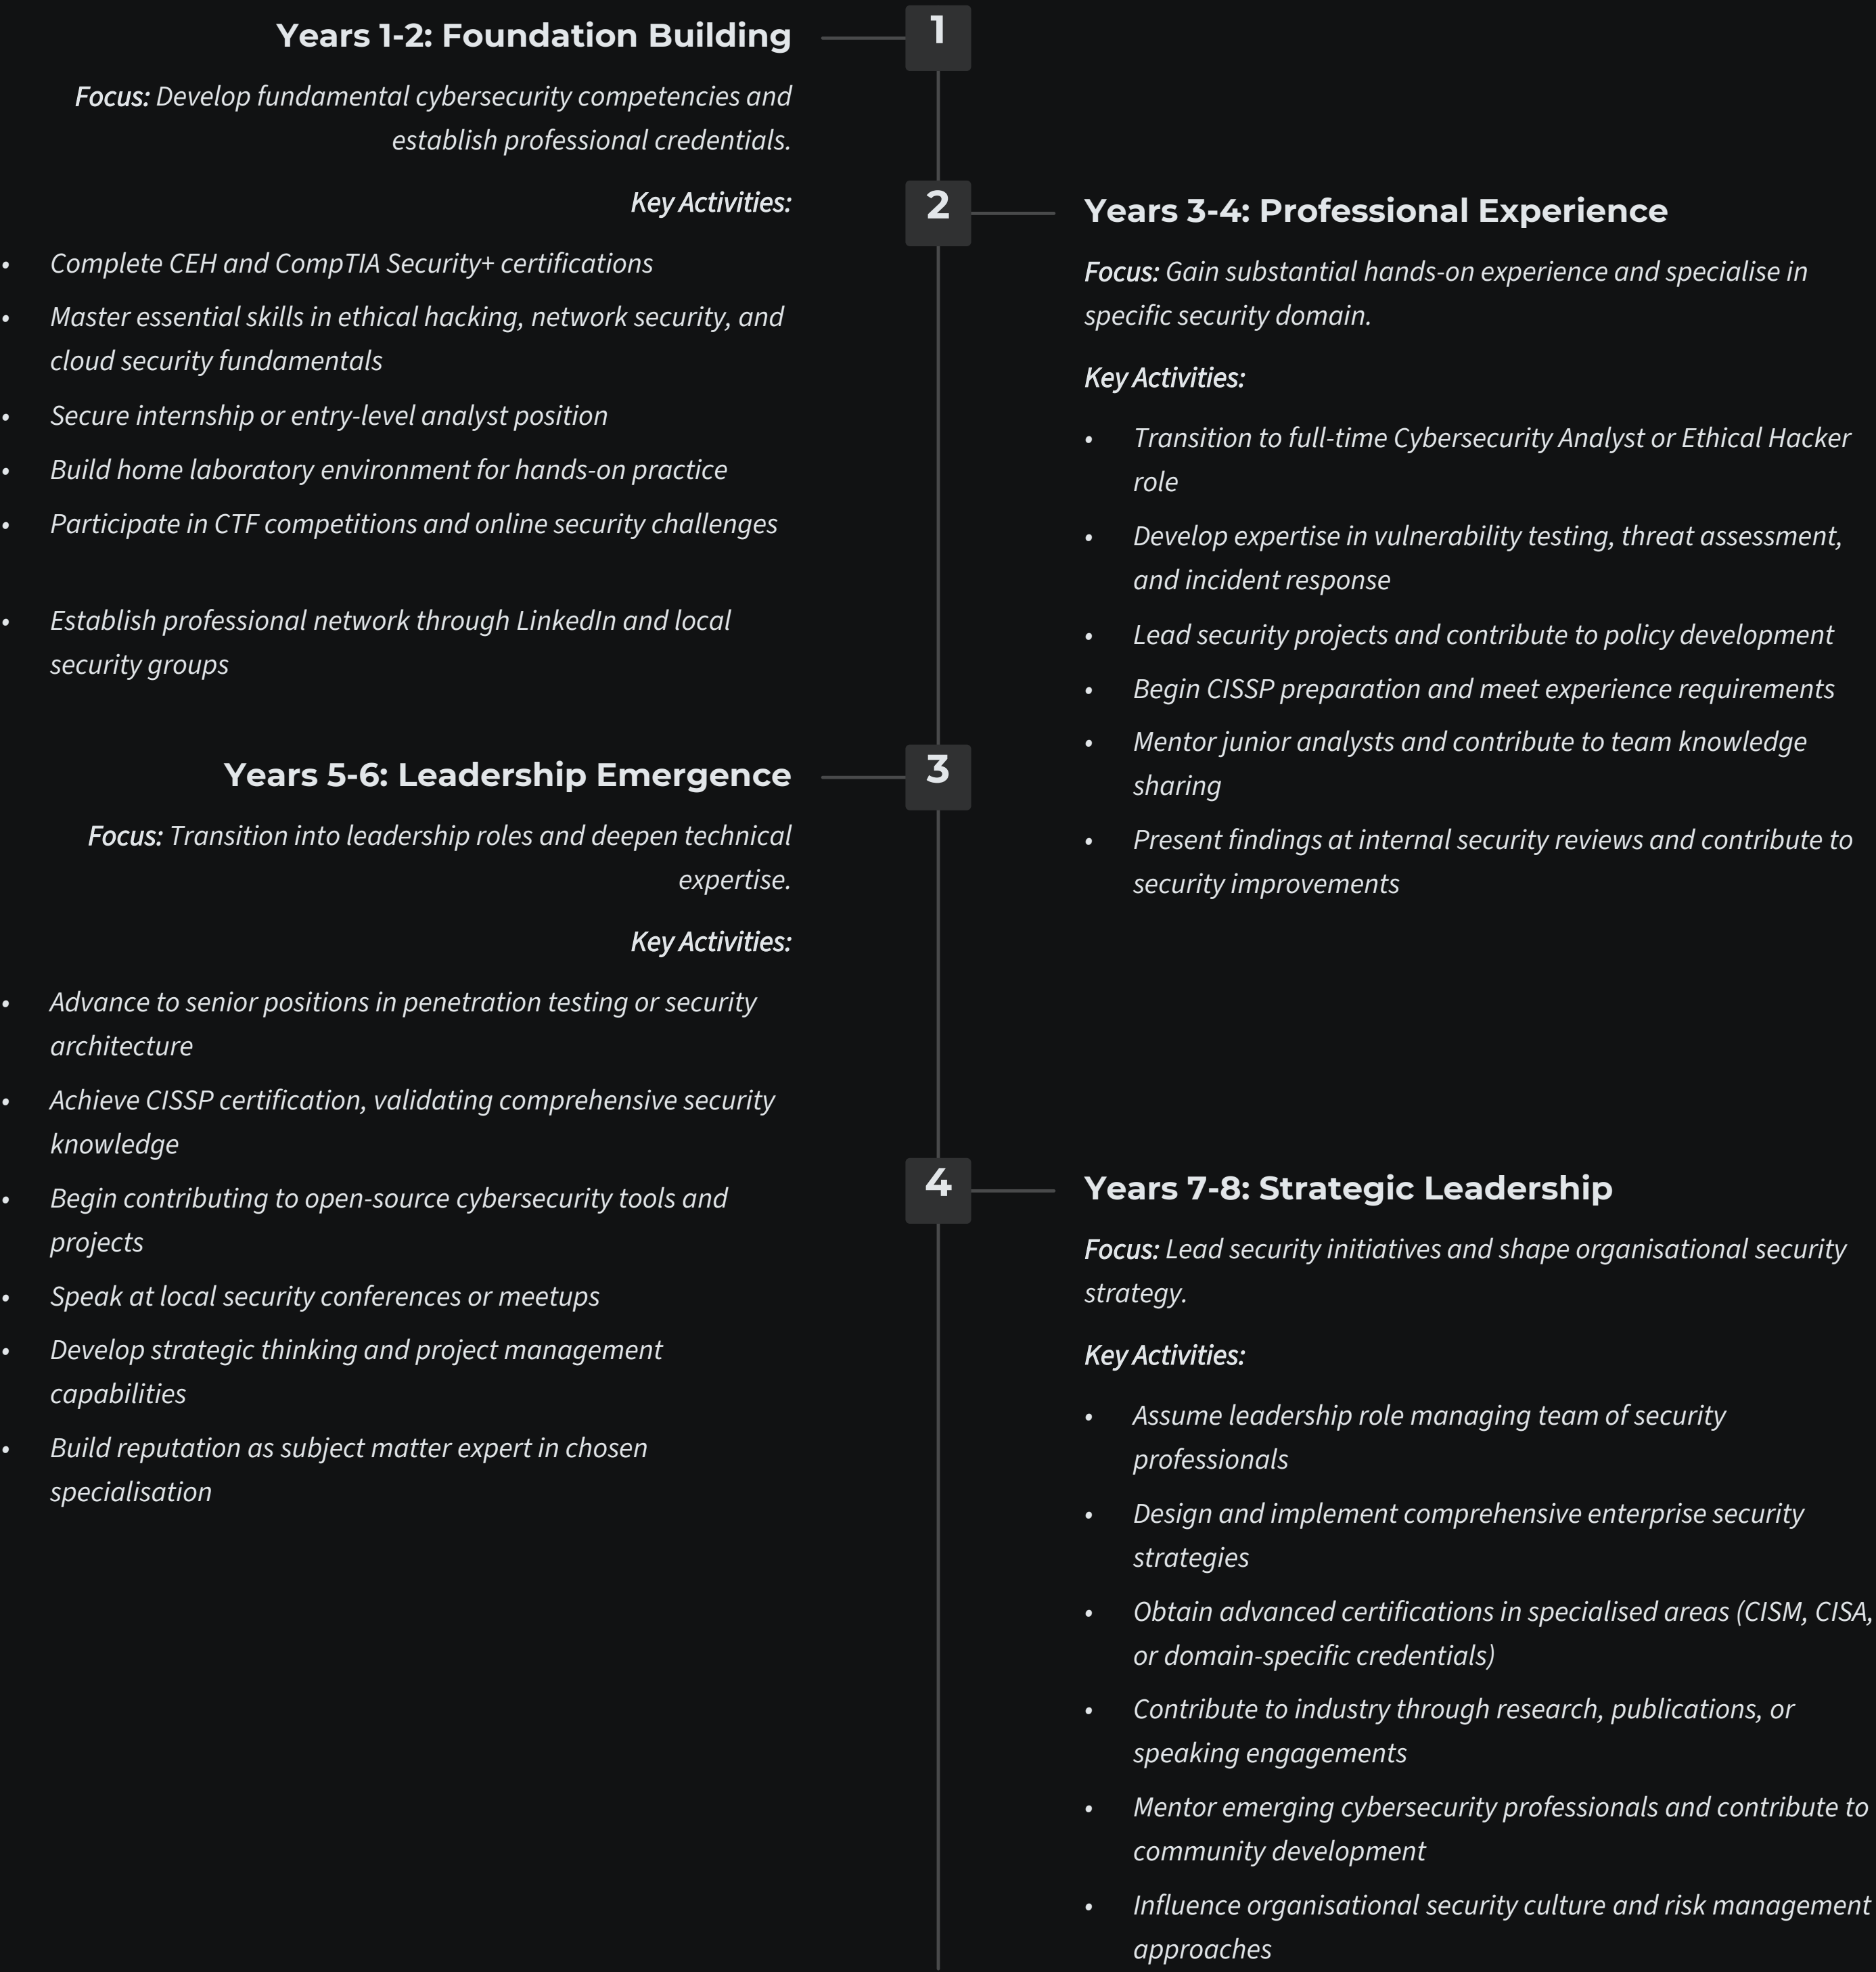 1
Years 1-2: Foundation Building
Focus: Develop fundamental cybersecurity competencies and
establish professional credentials.
Key Activities:
• Complete CEH and CompTIA Security+ certifications
• Master essential skills in ethical hacking, network security, and
cloud security fundamentals
• Secure internship or entry-level analyst position
• Build home laboratory environment for hands-on practice
• Participate in CTF competitions and online security challenges
• Establish professional network through LinkedIn and local
security groups
2
Years 3-4: Professional Experience
Focus: Gain substantial hands-on experience and specialise in
specific security domain.
Key Activities:
• Transition to full-time Cybersecurity Analyst or Ethical Hacker
role
• Develop expertise in vulnerability testing, threat assessment,
and incident response
• Lead security projects and contribute to policy development
• Begin CISSP preparation and meet experience requirements
• Mentor junior analysts and contribute to team knowledge
sharing
• Present findings at internal security reviews and contribute to
security improvements
3
Years 5-6: Leadership Emergence
Focus: Transition into leadership roles and deepen technical
expertise.
Key Activities:
• Advance to senior positions in penetration testing or security
architecture
• Achieve CISSP certification, validating comprehensive security
knowledge
• Begin contributing to open-source cybersecurity tools and
projects
• Speak at local security conferences or meetups
• Develop strategic thinking and project management
capabilities
• Build reputation as subject matter expert in chosen
specialisation
4
Years 7-8: Strategic Leadership
Focus: Lead security initiatives and shape organisational security
strategy.
Key Activities:
• Assume leadership role managing team of security
professionals
• Design and implement comprehensive enterprise security
strategies
• Obtain advanced certifications in specialised areas (CISM, CISA,
or domain-specific credentials)
• Contribute to industry through research, publications, or
speaking engagements
• Mentor emerging cybersecurity professionals and contribute to
community development
• Influence organisational security culture and risk management
approaches